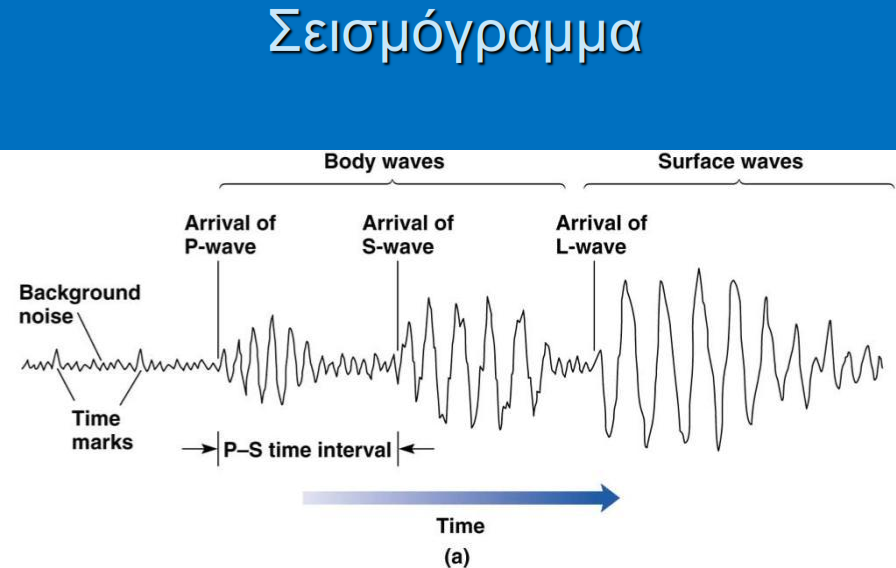 Σεισμόγραμμα
Body waves
Surface waves
Arrival of
P-wave
Arrival of
S-wave
Arrival of
L-wave
Background
noise
Time
marks
P–S time interval
Time
(a)